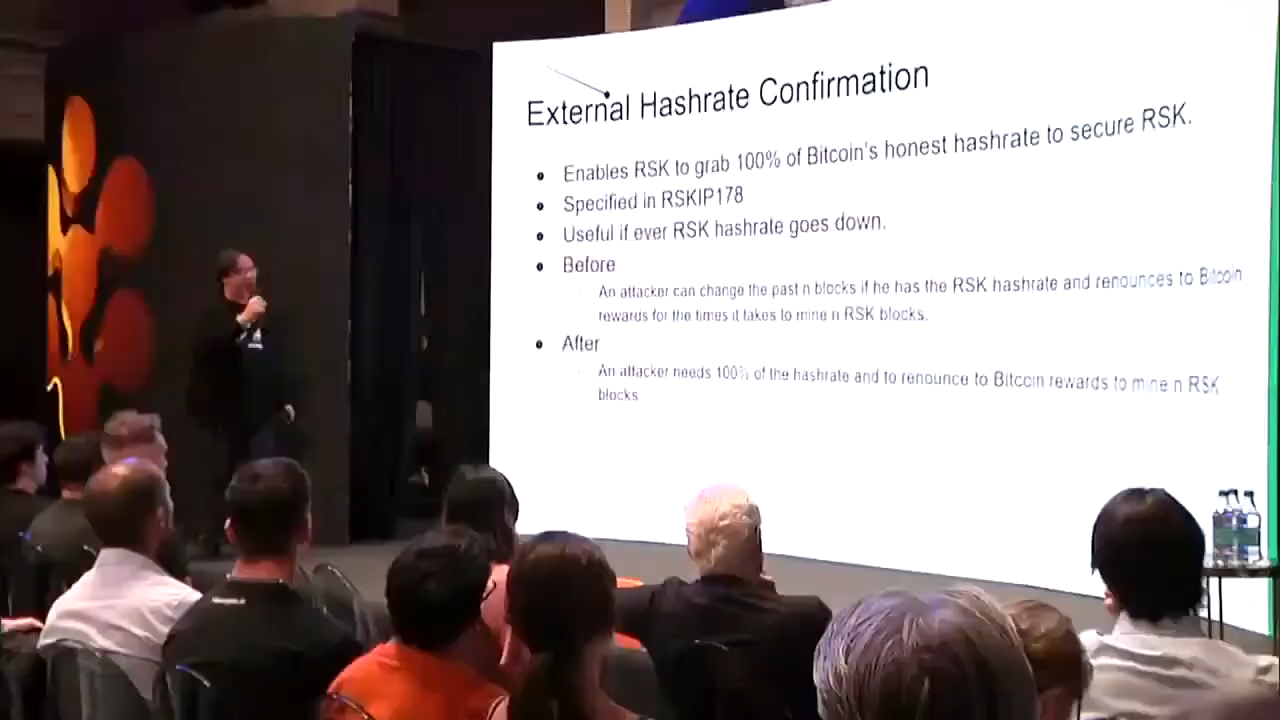 External Hashrate Confirmation
Enables RSK to grab 100% of Bitcoin's honest hashrate to secure RSK.
Specified in RSKIP178
Useful if ever RSK hashrate goes down.
Before
An attacker can change the past n blocks if he has the RSK hashrate and renounces to Bitcoin
rewards for the times it takes to mine n RSK blocks.
After
An attacker needs 100% of the hashrate and to renounce to Bitcoin rewards to mine n RSK
blocks